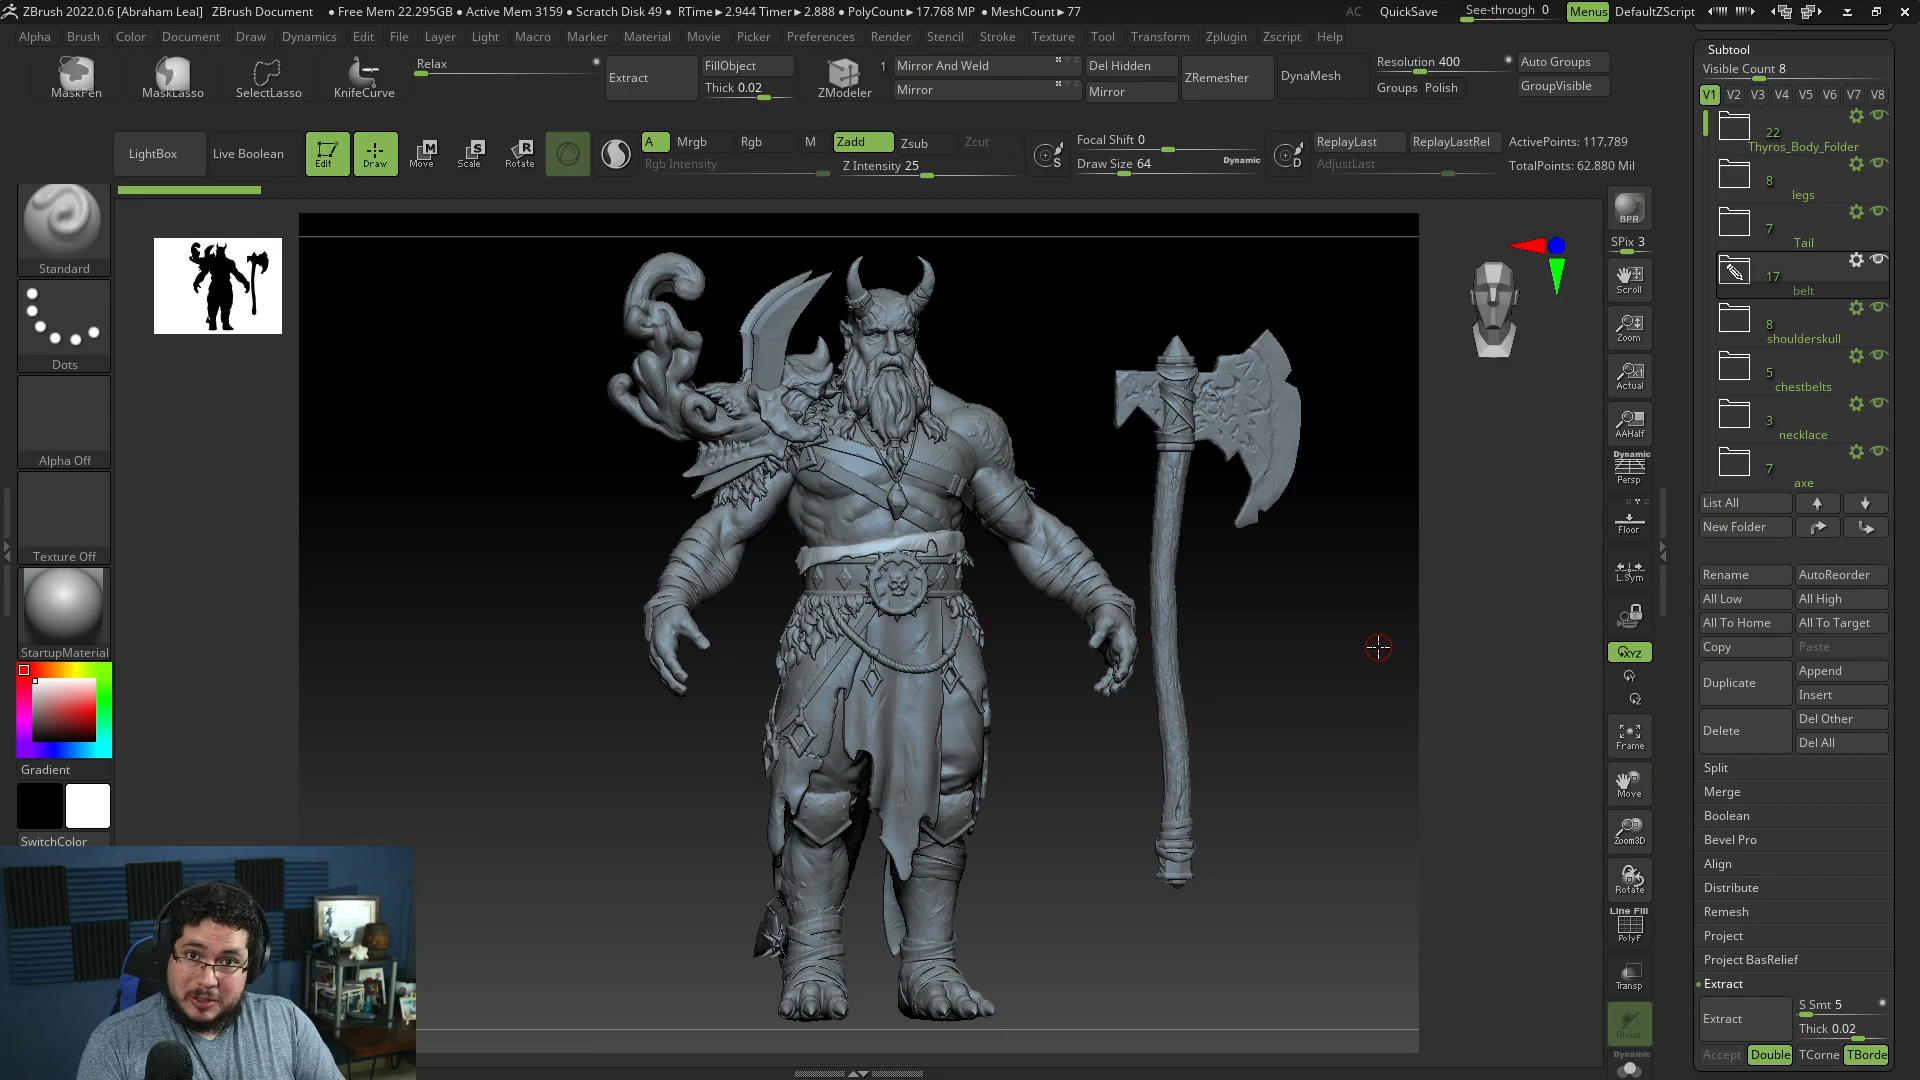 ZBrush 2022.0.6 [Abraham Leal] ZBrush Document ● Free Mem 22.295GB ● Active Mem 3159 ● Scratch Disk 49 ● RTime►2.944 Timer►2.888 ● PolyCount►17.768 MP ● MeshCount►77 AC QuickSave See-through 0 Menus DefaultZScript
Alpha Brush Color Document Draw Dynamics Edit File Layer Light Macro Marker Material Movie Picker Preferences Render Stencil Stroke Texture Tool Transform Zplugin Zscript Help
MaskPen MaskLasso SelectLasso KnifeCurve
Relax
Extract FillObject
Thick 0.02
ZModeler 1
Mirror And Weld
Mirror
Del Hidden
Mirror
ZRemesher DynaMesh
Resolution 400
Groups Polish
Auto Groups
GroupVisible
LightBox Live Boolean Edit Draw Move Scale Rotate
A Mrgb Rgb M
Rgb Intensity
Zadd Zsub Zcut
Z Intensity 25
S
Focal Shift 0
Draw Size 64 Dynamic
D
ReplayLast ReplayLastRel
AdjustLast
ActivePoints: 117,789
TotalPoints: 62.880 Mil
Standard
Dots
Alpha Off
Texture Off
StartupMaterial
Gradient
SwitchColor
BPR
SPix 3
Scroll
Zoom
Actual
AAHalf
Dynamic
Persp
Floor
L.Sym
XYZ
Frame
Move
Zoom3D
Rotate
Line Fill
PolyF
Transp
Ghost
Dynamic
Subtool
Visible Count 8
V1 V2 V3 V4 V5 V6 V7 V8
22
Thyros_Body_Folder
8
legs
7
Tail
17
belt
8
shoulderskull
5
chestbelts
3
necklace
7
axe
List All
New Folder
Rename AutoReorder
All Low All High
All To Home All To Target
Copy Paste
Duplicate Append
Insert
Delete Del Other
Del All
Split
Merge
Boolean
Bevel Pro
Align
Distribute
Remesh
Project
Project BasRelief
Extract
Extract S Smt 5
Thick 0.02
Accept Double TCorne TBorde